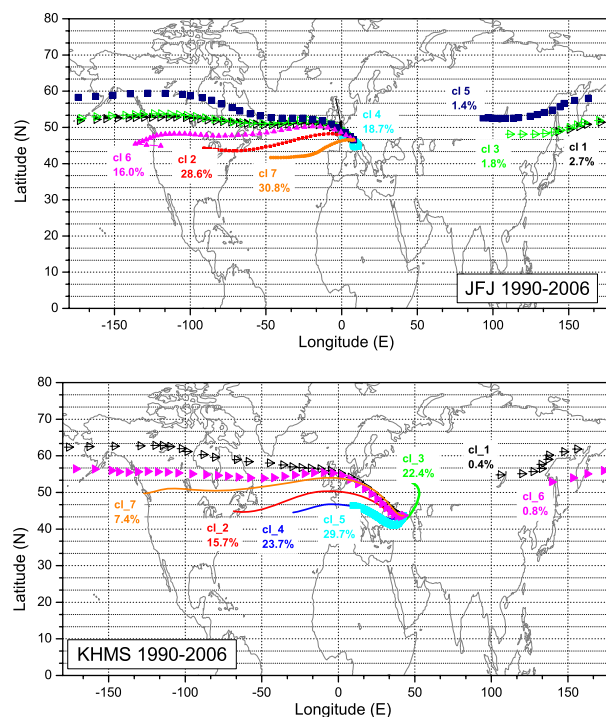 80
70
60
50
40
30
20
10
0
Latitude (N)
cl 5
1.4%
cl 4
18.7%
cl 6
16.0%
cl 2
28.6%
cl 7
30.8%
cl 3
1.8%
cl 1
2.7%
JFJ 1990-2006
-150 -100 -50 0 50 100 150
Longitude (E)
80
70
60
50
40
30
20
10
0
Latitude (N)
cl_1
0.4%
cl_3
22.4%
cl_7
7.4%
cl_2
15.7%
cl_4
23.7%
cl_5
29.7%
cl_6
0.8%
KHMS 1990-2006
-150 -100 -50 0 50 100 150
Longitude (E)